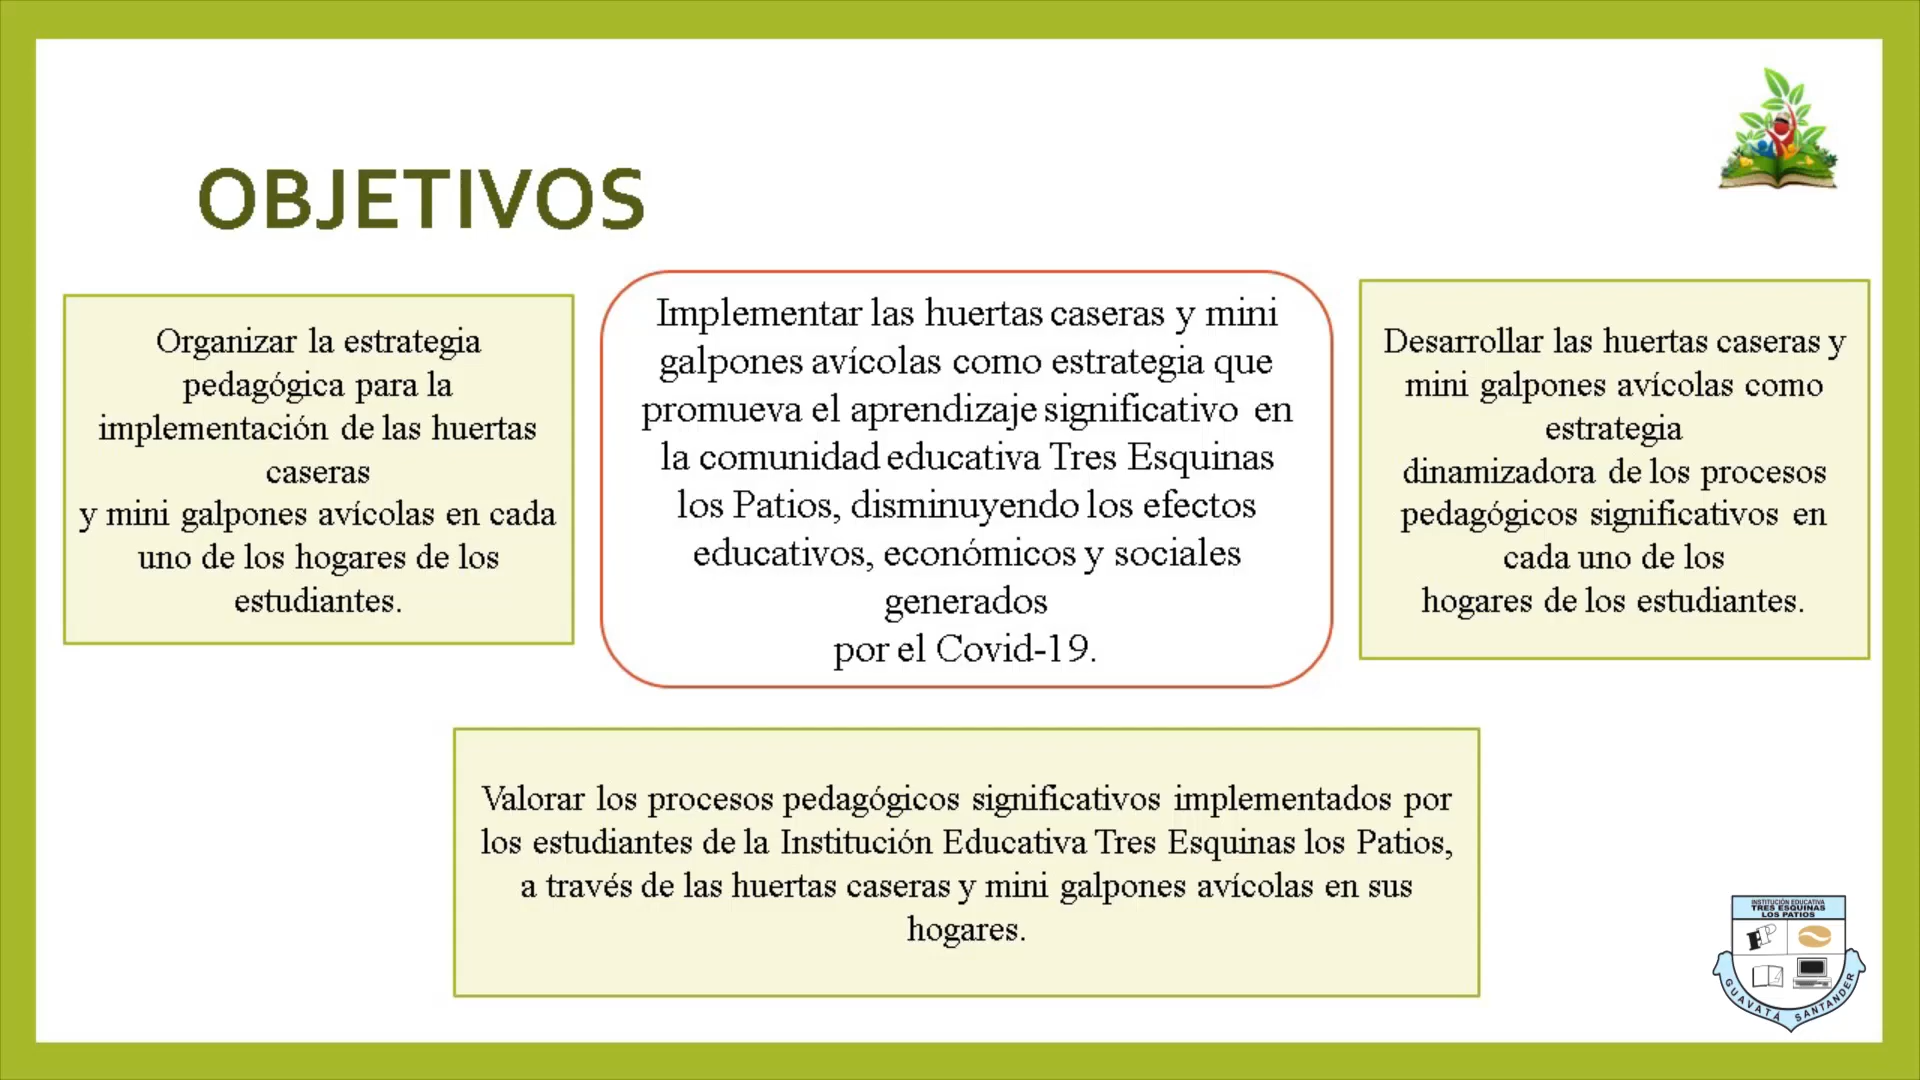 OBJETIVOS
Organizar la estrategia
pedagógica para la
implementación de las huertas
caseras
y mini galpones avícolas en cada
uno de los hogares de los
estudiantes.
Implementar las huertas caseras y mini
galpones avícolas como estrategia que
promueva el aprendizaje significativo en
la comunidad educativa Tres Esquinas
los Patios, disminuyendo los efectos
educativos, económicos y sociales
generados
por el Covid-19.
Desarrollar las huertas caseras y
mini galpones avícolas como
estrategia
dinamizadora de los procesos
pedagógicos significativos en
cada uno de los
hogares de los estudiantes.
Valorar los procesos pedagógicos significativos implementados por
los estudiantes de la Institución Educativa Tres Esquinas los Patios,
a través de las huertas caseras y mini galpones avícolas en sus
hogares.
INSTITUCIÓN EDUCATIVA
TRES ESQUINAS
LOS PATIOS
GUAVATÁ SANTANDER